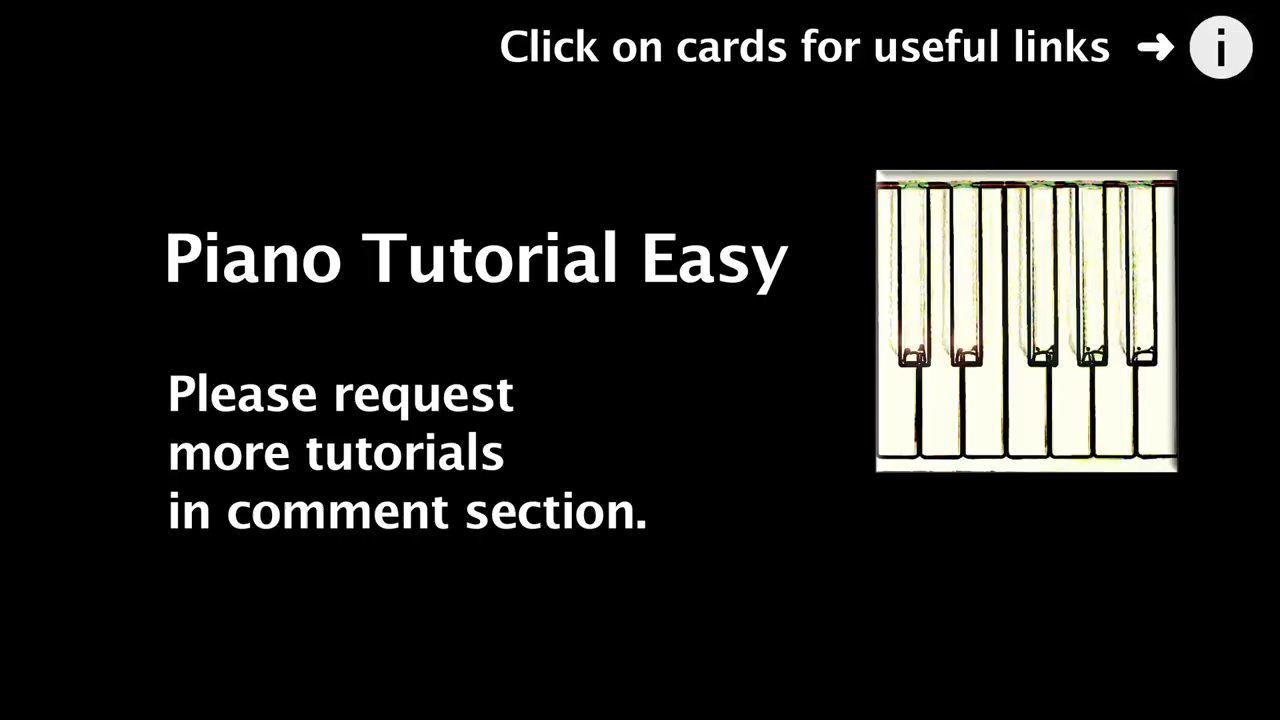 Click on cards for useful links ➜ i
Piano Tutorial Easy
Please request
more tutorials
in comment section.